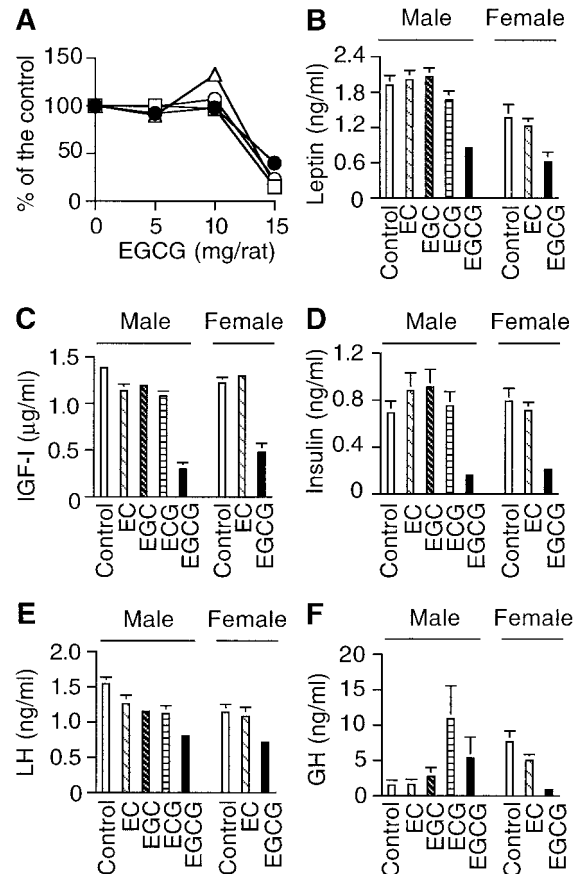 A
% of the control
150
100
50
0
0 5 10 15
EGCG (mg/rat)
B
Male Female
Leptin (ng/ml)
2.4
1.8
1.2
0.6
0
Control EC EGC ECG EGCG Control EC EGCG
C
Male Female
IGF-I (µg/ml)
1.5
1.0
0.5
0
Control EC EGC ECG EGCG Control EC EGCG
D
Insulin (ng/ml)
1.2
0.8
0.4
0
Control EC EGC ECG EGCG Control EC EGCG
Male Female
E
Male Female
LH (ng/ml)
2.0
1.5
1.0
0.5
0.0
Control EC EGC ECG EGCG Control EC EGCG
F
Male Female
GH (ng/ml)
20
15
10
5
0
Control EC EGC ECG EGCG Control EC EGCG